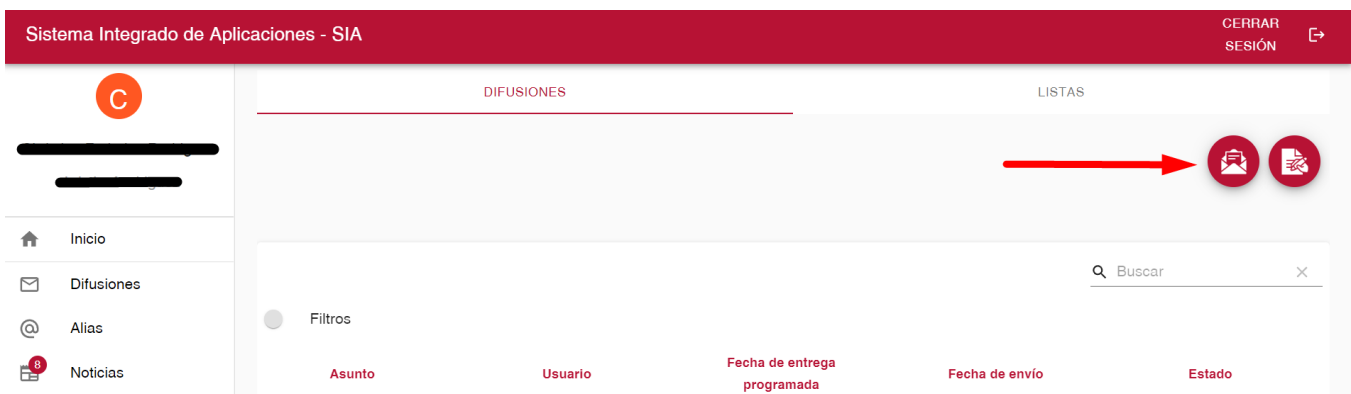 Sistema Integrado de Aplicaciones - SIA
CERRAR
SESIÓN
C
DIFUSIONES
LISTAS
Inicio
Buscar
Difusiones
Filtros
Alias
8
Noticias
Asunto
Usuario
Fecha de entrega
programada
Fecha de envío
Estado